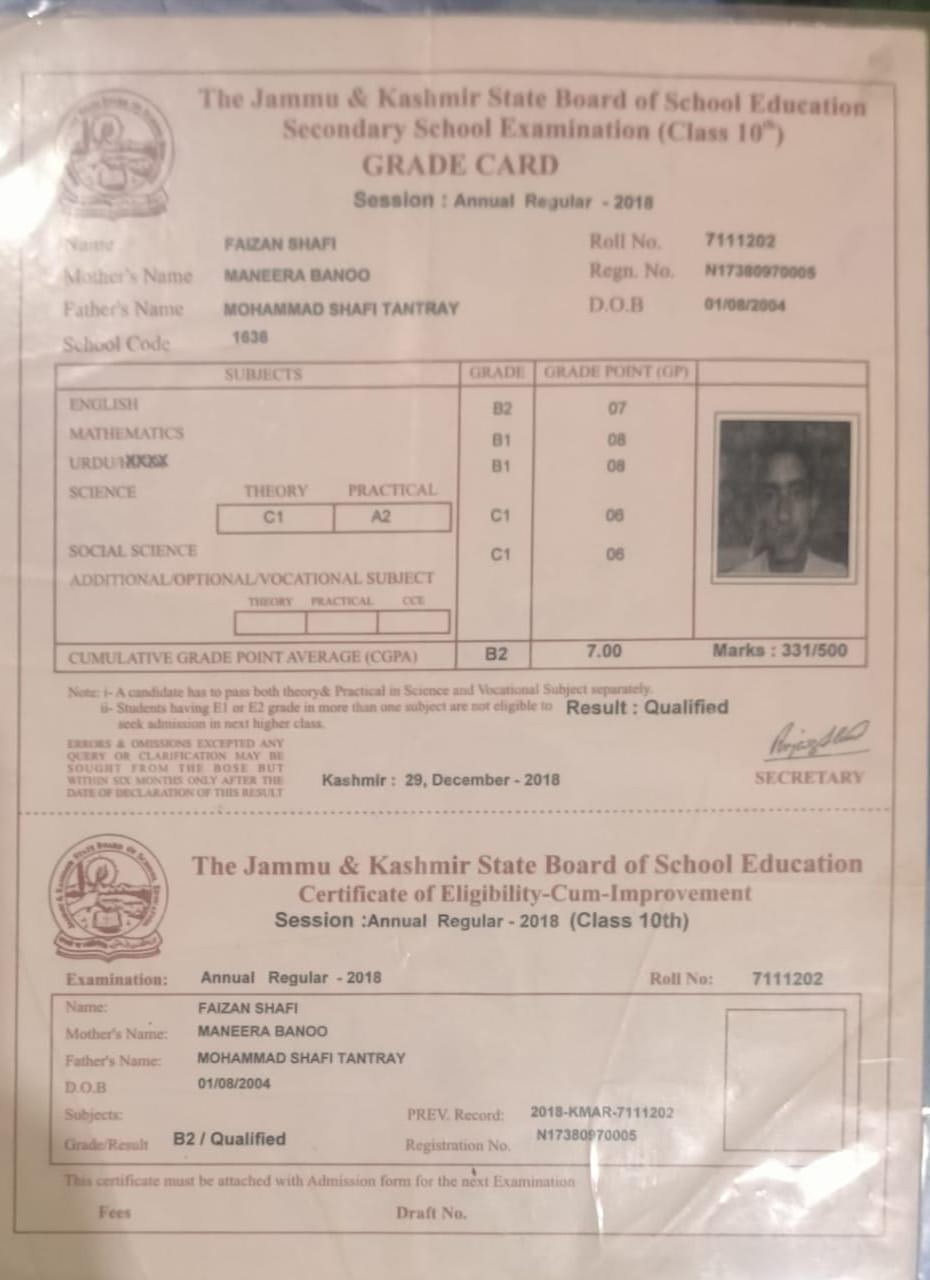 The Jammu & Kashmir State Board of School Education
Secondary School Examination (Class 10th)
GRADE CARD
Session : Annual Regular - 2018
Name FAIZAN SHAFI Roll No. 7111202
Mother's Name MANEERA BANOO Regn. No. N17380970005
Father's Name MOHAMMAD SHAFI TANTRAY D.O.B 01/08/2004
School Code 1636
SUBJECTS GRADE GRADE POINT (GP)
ENGLISH B2 07
MATHEMATICS B1 08
URDU/ B1 08
SCIENCE THEORY PRACTICAL
C1 A2 C1 06
SOCIAL SCIENCE C1 06
ADDITIONAL/OPTIONAL/VOCATIONAL SUBJECT
THEORY PRACTICAL CCE
CUMULATIVE GRADE POINT AVERAGE (CGPA) B2 7.00 Marks : 331/500
Note: i- A candidate has to pass both theory& Practical in Science and Vocational Subject separately.
ii- Students having E1 or E2 grade in more than one subject are not eligible to Result : Qualified
seek admission in next higher class.
ERRORS & OMISSIONS EXCEPTED ANY
QUERY OR CLARIFICATION MAY BE
SOUGHT FROM THE BOSE BUT
WITHIN SIX MONTHS ONLY AFTER THE
DATE OF DECLARATION OF THIS RESULT
Kashmir : 29, December - 2018
SECRETARY
The Jammu & Kashmir State Board of School Education
Certificate of Eligibility-Cum-Improvement
Session :Annual Regular - 2018 (Class 10th)
Examination: Annual Regular - 2018 Roll No: 7111202
Name: FAIZAN SHAFI
Mother's Name: MANEERA BANOO
Father's Name: MOHAMMAD SHAFI TANTRAY
D.O.B 01/08/2004
Subjects: PREV. Record: 2018-KMAR-7111202
Grade/Result B2 / Qualified Registration No. N17380970005
This certificate must be attached with Admission form for the next Examination
Fees Draft No.